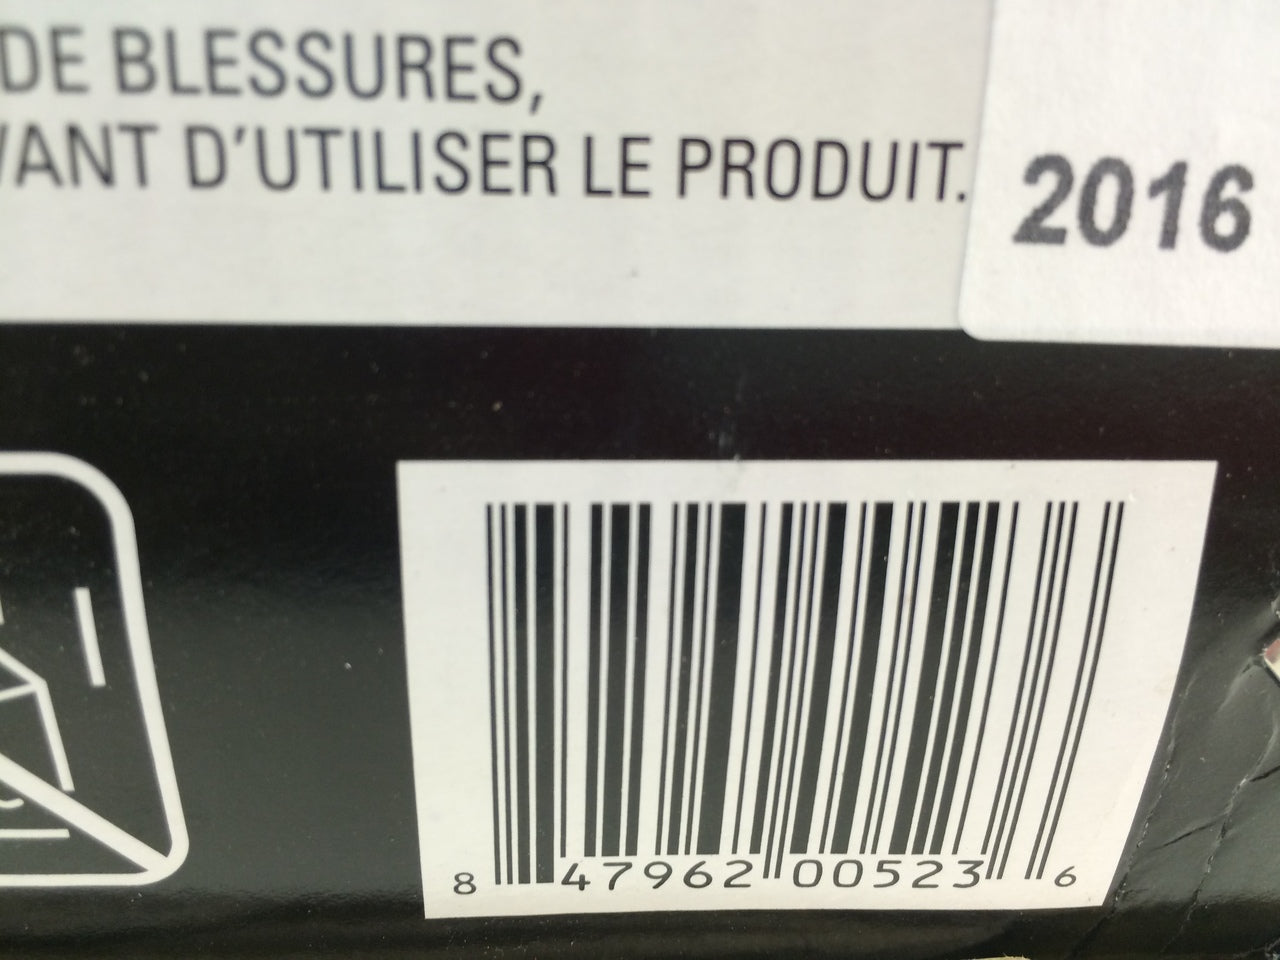 DE BLESSURES,
VANT D'UTILISER LE PRODUIT.
2016
8 47962 00523 6